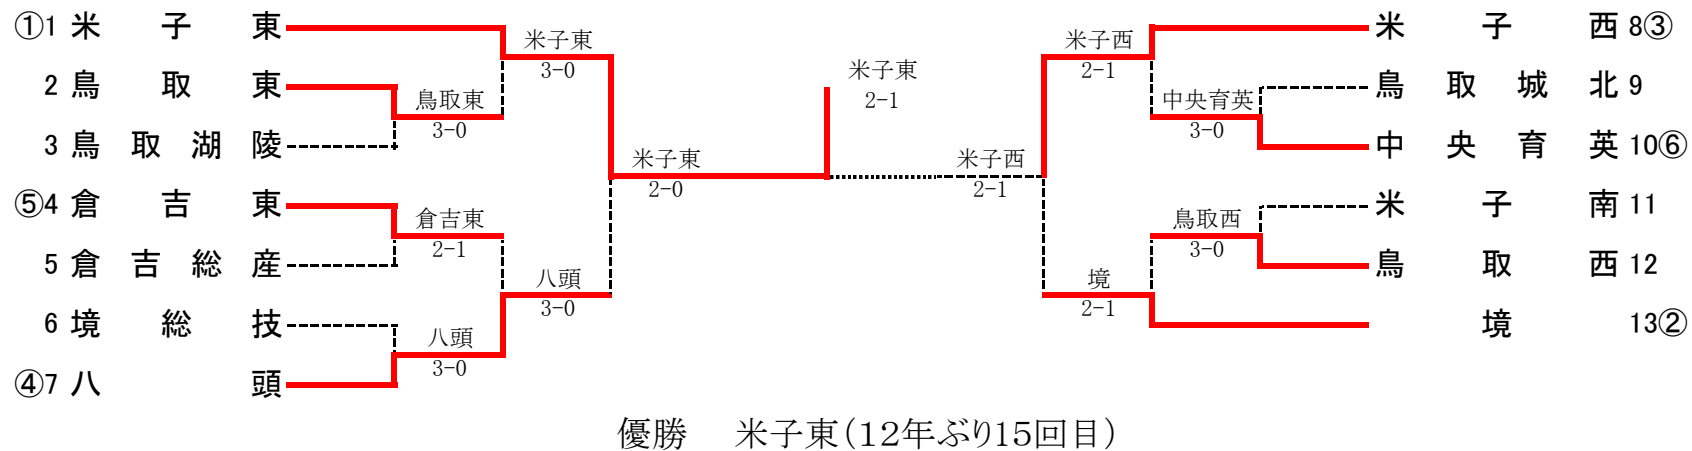 ①1 米子東
米子東
3-0
2 鳥取東
鳥取東
3-0
3 鳥取湖陵
米子東
2-0
⑤4 倉吉東
倉吉東
2-1
5 倉吉総産
八頭
3-0
6 境総技
八頭
3-0
④7 八頭
米子東
2-1
米子西 8③
米子西
2-1
鳥取城北 9
中央育英
3-0
中央育英 10⑥
米子西
2-1
米子南 11
鳥取西
3-0
鳥取西 12
境
2-1
境 13②
優勝 米子東(12年ぶり15回目)